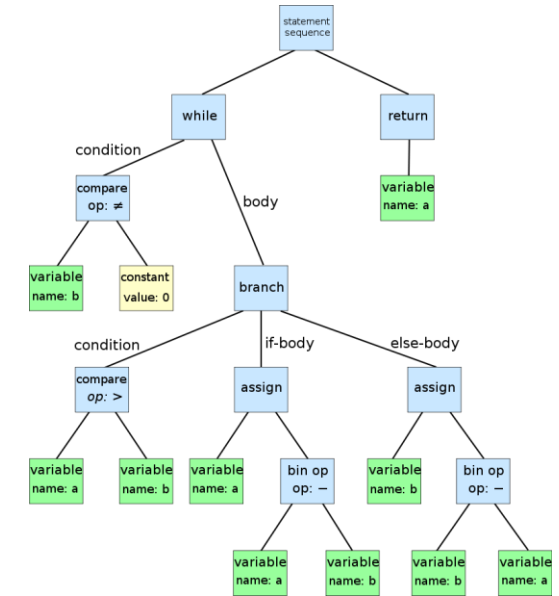 statement
sequence
while
return
condition
compare
op: ≠
body
variable
name: a
variable
name: b
constant
value: 0
branch
condition
if-body
else-body
compare
op: >
assign
assign
variable
name: a
variable
name: b
variable
name: a
bin op
op: −
variable
name: b
bin op
op: −
variable
name: a
variable
name: b
variable
name: b
variable
name: a